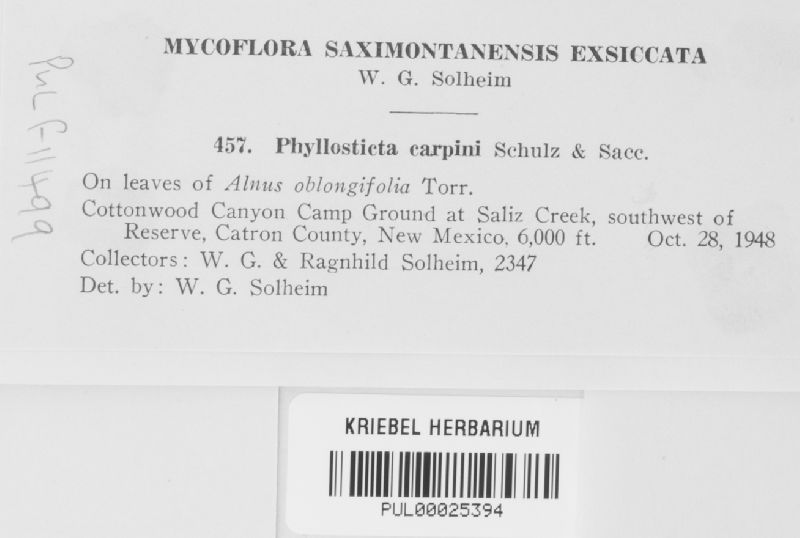 MYCOFLORA SAXIMONTANENSIS EXSICCATA
W. G. Solheim
457. Phyllosticta carpini Schulz & Sacc.
On leaves of Alnus oblongifolia Torr.
Cottonwood Canyon Camp Ground at Saliz Creek, southwest of
Reserve, Catron County, New Mexico, 6,000 ft. Oct. 28, 1948
Collectors: W. G. & Ragnhild Solheim, 2347
Det. by: W. G. Solheim
PUL F-11499
KRIEBEL HERBARIUM
PUL00025394